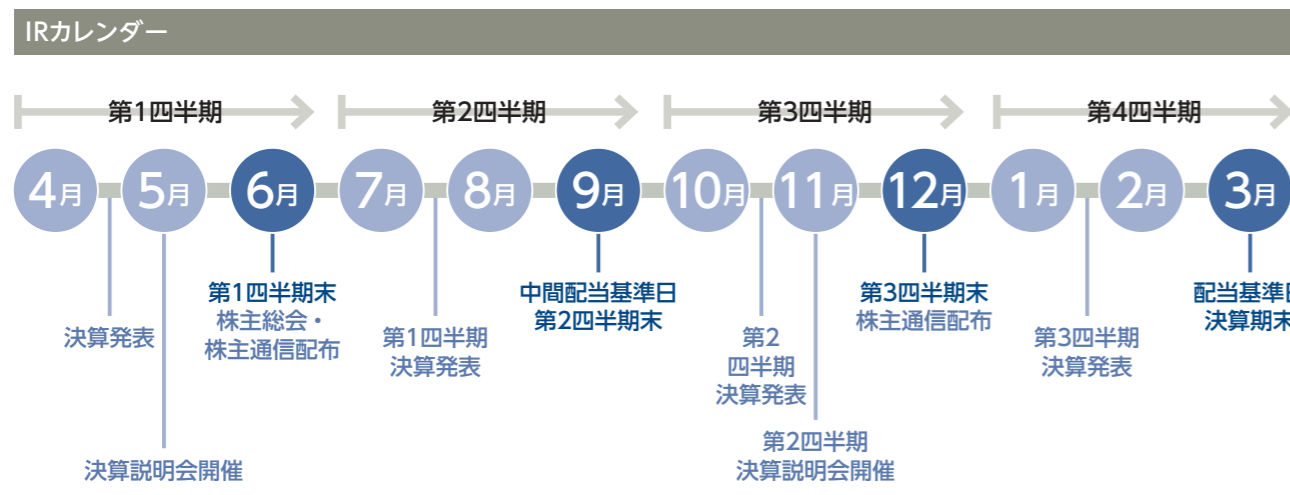 IRカレンダー
第1四半期
第2四半期
第3四半期
第4四半期
4月
5月
6月
7月
8月
9月
10月
11月
12月
1月
2月
3月
決算発表
決算説明会開催
第1四半期末
株主総会・
株主通信配布
第1四半期
決算発表
中間配当基準日
第2四半期末
第2
四半期
決算発表
第2四半期
決算説明会開催
第3四半期末
株主通信配布
第3四半期
決算発表
配当基準日
決算期末